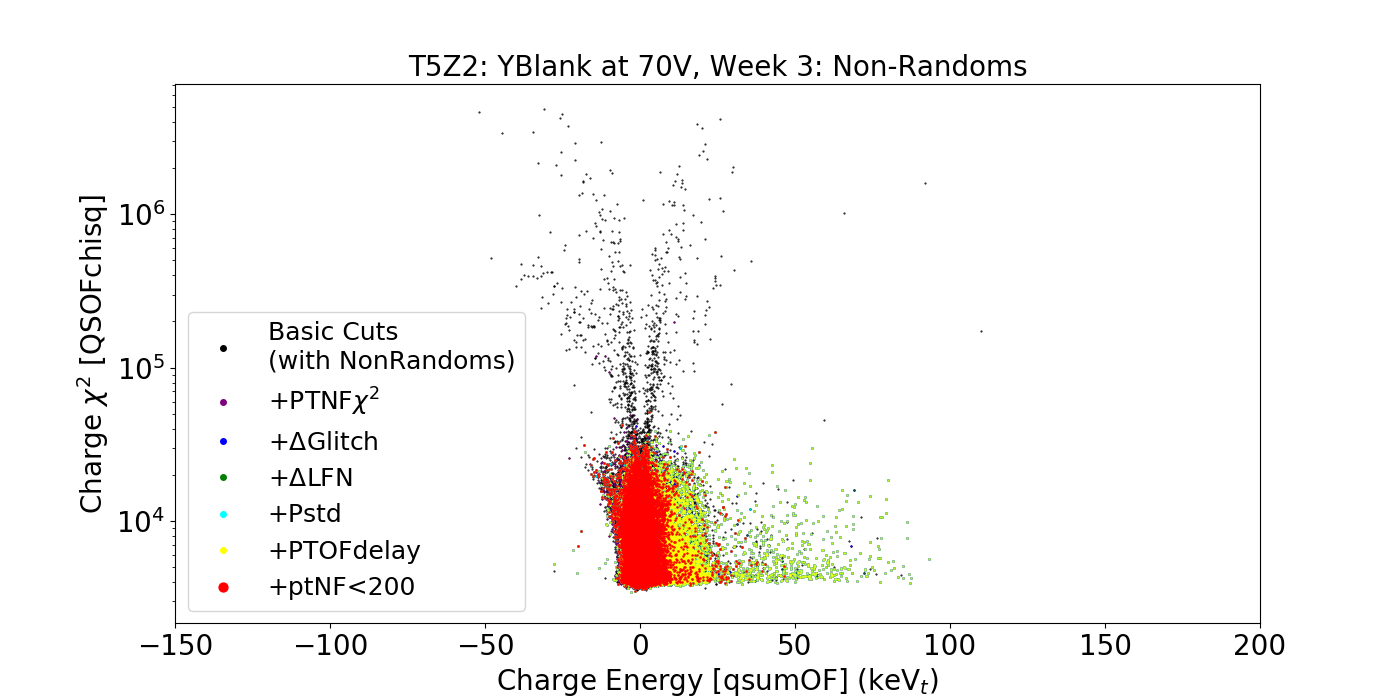 T5Z2: YBlank at 70V, Week 3: Non-Randoms
Charge χ² [QSOFchisq]
10⁶
10⁵
10⁴
Basic Cuts
(with NonRandoms)
+PTNFχ²
+ΔGlitch
+ΔLFN
+Pstd
+PTOFdelay
+ptNF<200
−150 −100 −50 0 50 100 150 200
Charge Energy [qsumOF] (keVₜ)